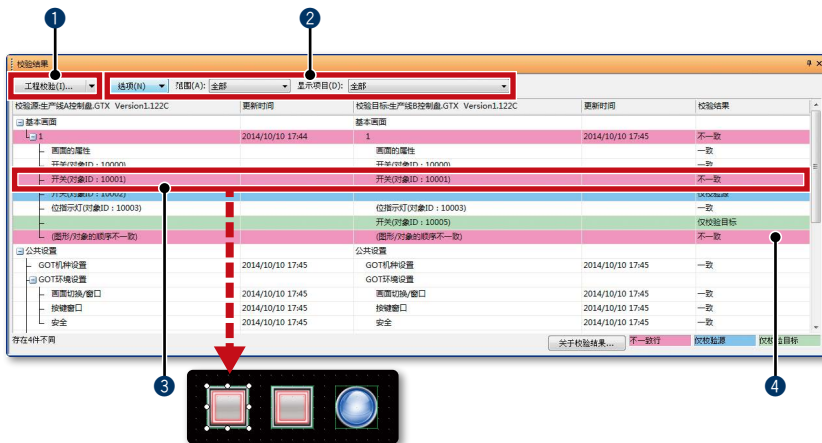 1 2
校验结果
工程校验(I)... 选项(N) 范围(A): 全部 显示项目(D): 全部
校验源:生产线A控制盘.GTX Version1.122C 更新时间 校验目标:生产线B控制盘.GTX Version1.122C 更新时间 校验结果
基本画面 基本画面
1 2014/10/10 17:44 1 2014/10/10 17:45 不一致
画面的属性 画面的属性 一致
开关(对象ID:10000) 开关(对象ID:10000) 一致
开关(对象ID:10001) 开关(对象ID:10001) 不一致
开关(对象ID:10002) 仅校验源
位指示灯(对象ID:10003) 位指示灯(对象ID:10003) 一致
开关(对象ID:10005) 仅校验目标
(图形/对象的顺序不一致) (图形/对象的顺序不一致) 不一致
公共设置 公共设置
GOT机种设置 2014/10/10 17:45 GOT机种设置 2014/10/10 17:45 一致
GOT环境设置 GOT环境设置
画面切换/窗口 2014/10/10 17:45 画面切换/窗口 2014/10/10 17:45 一致
按键窗口 2014/10/10 17:45 按键窗口 2014/10/10 17:45 一致
安全 2014/10/10 17:45 安全 2014/10/10 17:45 一致
存在4件不同 关于校验结果... 不一致行 仅校验源 仅校验目标
3 4